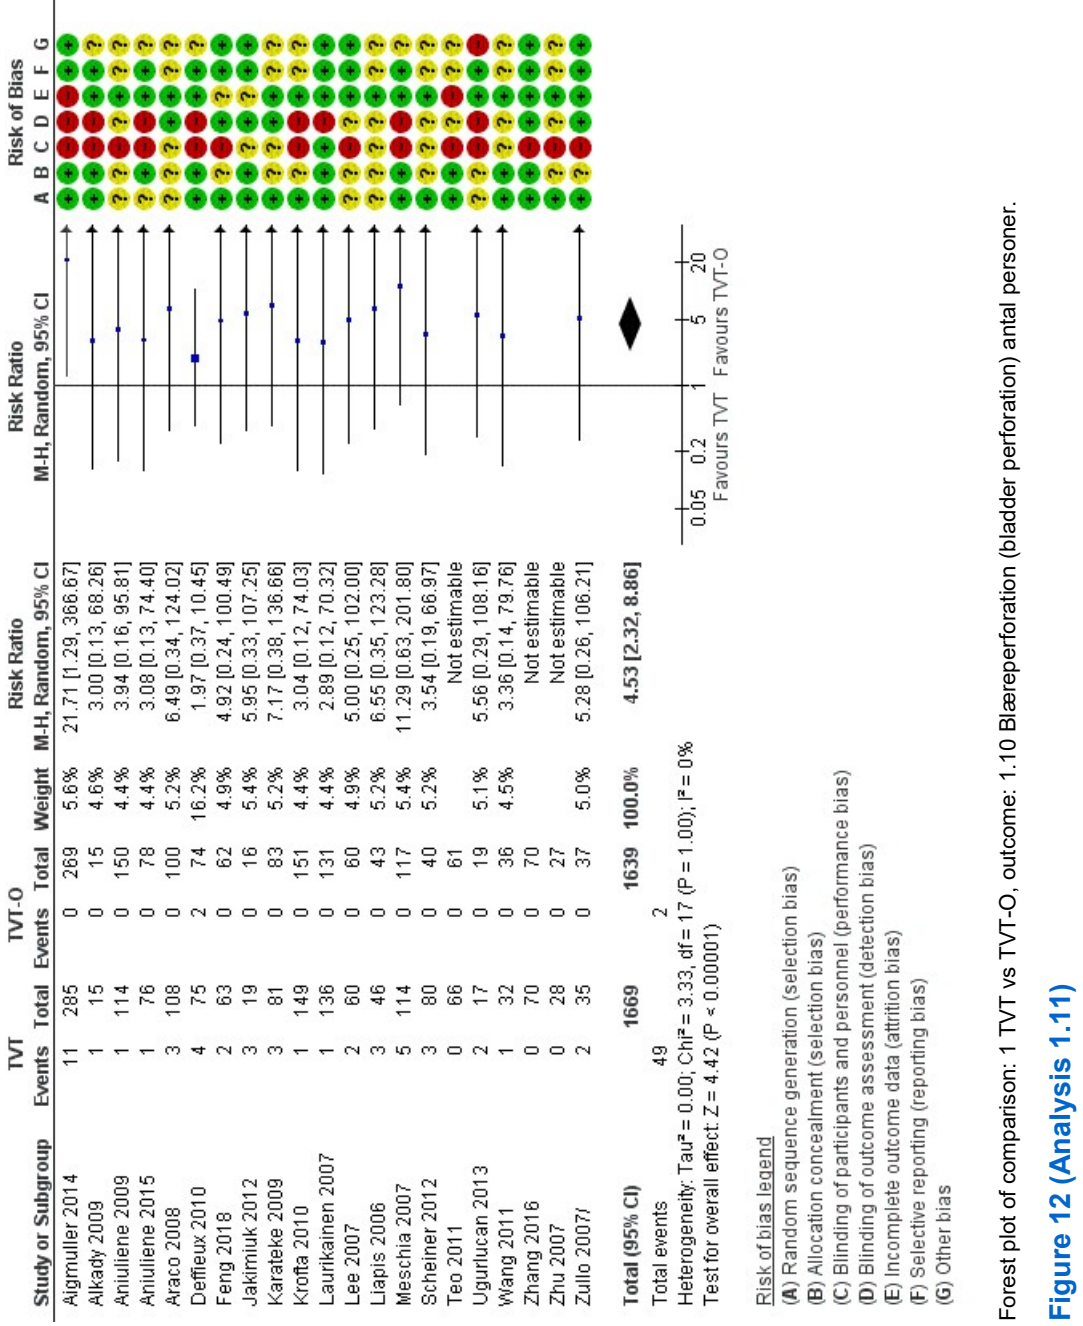 TVT TVT-O Risk Ratio Risk Ratio Risk of Bias
Study or Subgroup Events Total Events Total Weight M-H, Random, 95% CI M-H, Random, 95% CI A B C D E F G
Aigmuller 2014 11 285 0 269 5.6% 21.71 [1.29, 366.67] + + - - - + +
Alkady 2009 1 15 0 15 4.6% 3.00 [0.13, 68.26] + + - - + + ?
Aniuliene 2009 1 114 0 150 4.4% 3.94 [0.16, 95.81] ? ? - ? + ? ?
Aniuliene 2015 1 76 0 78 4.4% 3.08 [0.13, 74.40] ? + - - + + ?
Araco 2008 3 108 0 100 5.2% 6.49 [0.34, 124.02] ? ? ? + + ? ?
Deffieux 2010 4 75 2 74 16.2% 1.97 [0.37, 10.45] + + - - + + ?
Feng 2018 2 63 0 62 4.9% 4.92 [0.24, 100.49] + + - + ? + +
Jakimiuk 2012 3 19 0 16 5.4% 5.95 [0.33, 107.25] + + ? + ? + +
Karateke 2009 3 81 0 83 5.2% 7.17 [0.38, 136.66] + ? ? + + ? ?
Krofta 2010 1 149 0 151 4.4% 3.04 [0.12, 74.03] + + - - + ? ?
Laurikainen 2007 1 136 0 131 4.4% 2.89 [0.12, 70.32] + + + - + + +
Lee 2007 2 60 0 60 4.9% 5.00 [0.25, 102.00] ? ? - ? + + +
Liapis 2006 3 46 0 43 5.2% 6.55 [0.35, 123.28] ? ? ? ? + ? ?
Meschia 2007 5 114 0 117 5.4% 11.29 [0.63, 201.80] + + - - + + ?
Scheiner 2012 3 80 0 40 5.2% 3.54 [0.19, 66.97] + ? ? ? + ? ?
Teo 2011 0 66 0 61 Not estimable + + - ? - ? ?
Ugurlucan 2013 2 17 0 19 5.1% 5.56 [0.29, 108.16] ? ? - - + + -
Wang 2011 1 32 0 36 4.5% 3.36 [0.14, 79.76] + + ? ? + ? ?
Zhang 2016 0 70 0 70 Not estimable + + - + + + +
Zhu 2007 0 28 0 27 Not estimable + ? - ? + ? ?
Zullo 2007/ 2 35 0 37 5.0% 5.28 [0.26, 106.21] + ? - + + + +
Total (95% CI) 1669 1639 100.0% 4.53 [2.32, 8.86]
Total events 49 2
Heterogeneity: Tau² = 0.00; Chi² = 3.33, df = 17 (P = 1.00); I² = 0%
Test for overall effect: Z = 4.42 (P < 0.00001)
0.05 0.2 1 5 20
Favours TVT Favours TVT-O
Risk of bias legend
(A) Random sequence generation (selection bias)
(B) Allocation concealment (selection bias)
(C) Blinding of participants and personnel (performance bias)
(D) Blinding of outcome assessment (detection bias)
(E) Incomplete outcome data (attrition bias)
(F) Selective reporting (reporting bias)
(G) Other bias
Forest plot of comparison: 1 TVT vs TVT-O, outcome: 1.10 Blæreperforation (bladder perforation) antal personer.
Figure 12 (Analysis 1.11)